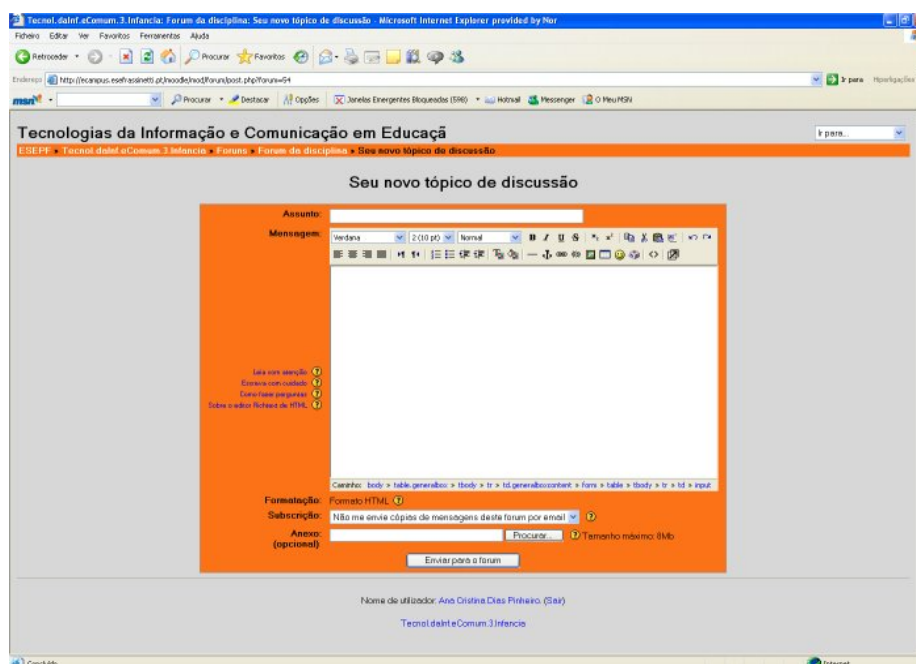 Tecnol.daInf.eComum.3.Infancia: Forum da disciplina: Seu novo tópico de discussão - Microsoft Internet Explorer provided by Nor
Ficheiro Editar Ver Favoritos Ferramentas Ajuda
Retroceder Procurar Favoritos
Endereço http://ecampus.esefrassinetti.pt/moodle/mod/forum/post.php?forum=54 Ir para Hiperligações
msn Procurar Destacar Opções Janelas Emergentes Bloqueadas (596) Hotmail Messenger O Meu MSN
Tecnologias da Informação e Comunicação em Educaçã
Ir para...
ESEPF » Tecnol.daInf.eComum.3.Infancia » Foruns » Forum da disciplina » Seu novo tópico de discussão
Seu novo tópico de discussão
Assunto:
Mensagem:
Verdana 2 (10 pt) Normal B I U S
Leia com atenção
Escreva com cuidado
Como fazer perguntas
Sobre o editor Richtext de HTML
Caminho: body » table.generalbox » tbody » tr » td.generalboxcontent » form » table » tbody » tr » td » input
Formatação: Formato HTML
Subscrição: Não me envie cópias de mensagens deste forum por email
Anexo: Procurar... Tamanho máximo: 8Mb
(opcional)
Enviar para o forum
Nome de utilizador: Ana Cristina Dias Pinheiro. (Sair)
Tecnol.daInf.eComum.3.Infancia
Concluído Internet